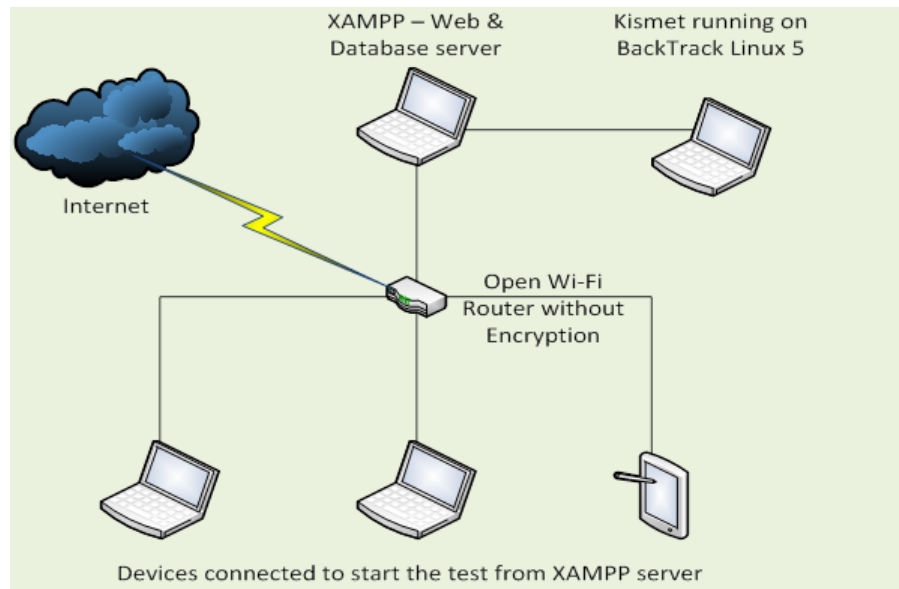 XAMPP – Web &
Database server
Kismet running on
BackTrack Linux 5
Internet
Open Wi-Fi
Router without
Encryption
Devices connected to start the test from XAMPP server